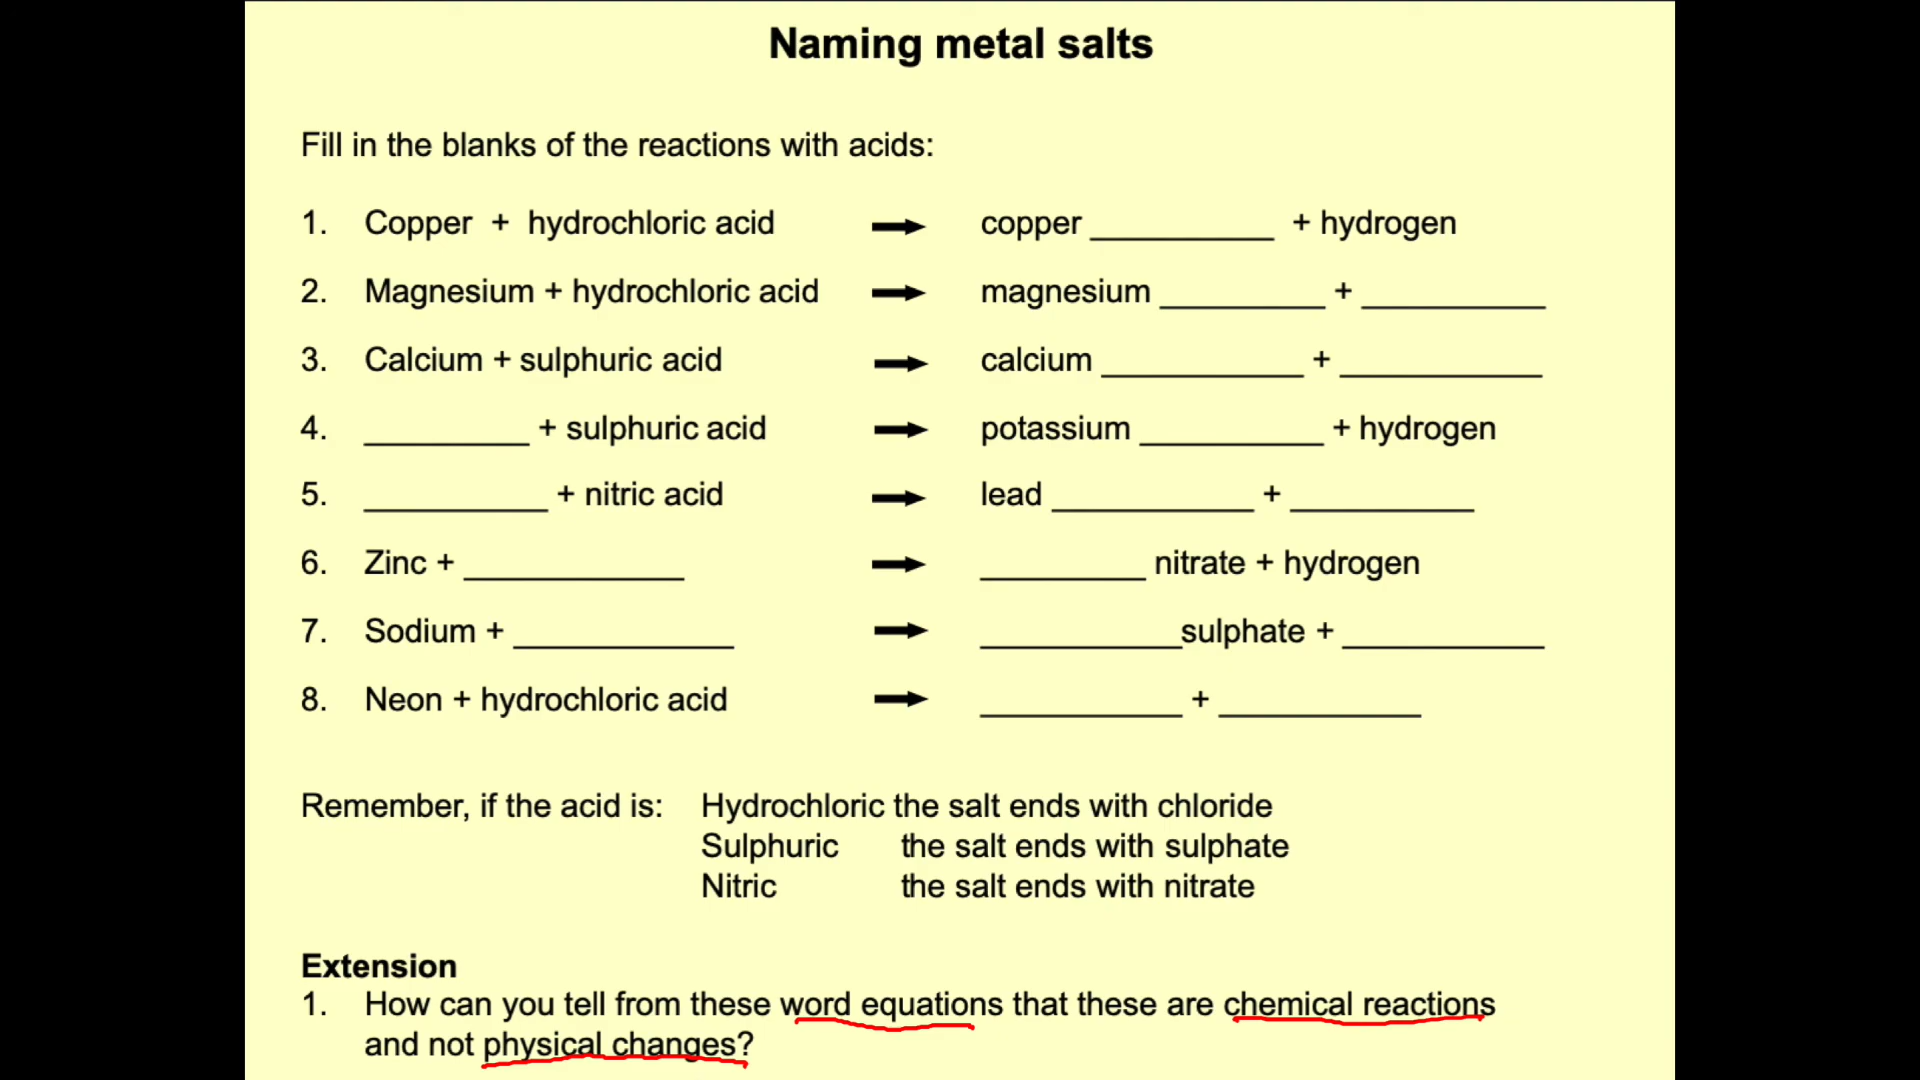 Naming metal salts
Fill in the blanks of the reactions with acids:
1. Copper + hydrochloric acid → copper __________ + hydrogen
2. Magnesium + hydrochloric acid → magnesium _________ + __________
3. Calcium + sulphuric acid → calcium ___________ + ___________
4. _________ + sulphuric acid → potassium __________ + hydrogen
5. __________ + nitric acid → lead ___________ + __________
6. Zinc + ____________ → _________ nitrate + hydrogen
7. Sodium + ____________ → ___________sulphate + ___________
8. Neon + hydrochloric acid → ___________ + ___________
Remember, if the acid is: Hydrochloric the salt ends with chloride
Sulphuric the salt ends with sulphate
Nitric the salt ends with nitrate
Extension
1. How can you tell from these word equations that these are chemical reactions
and not physical changes?